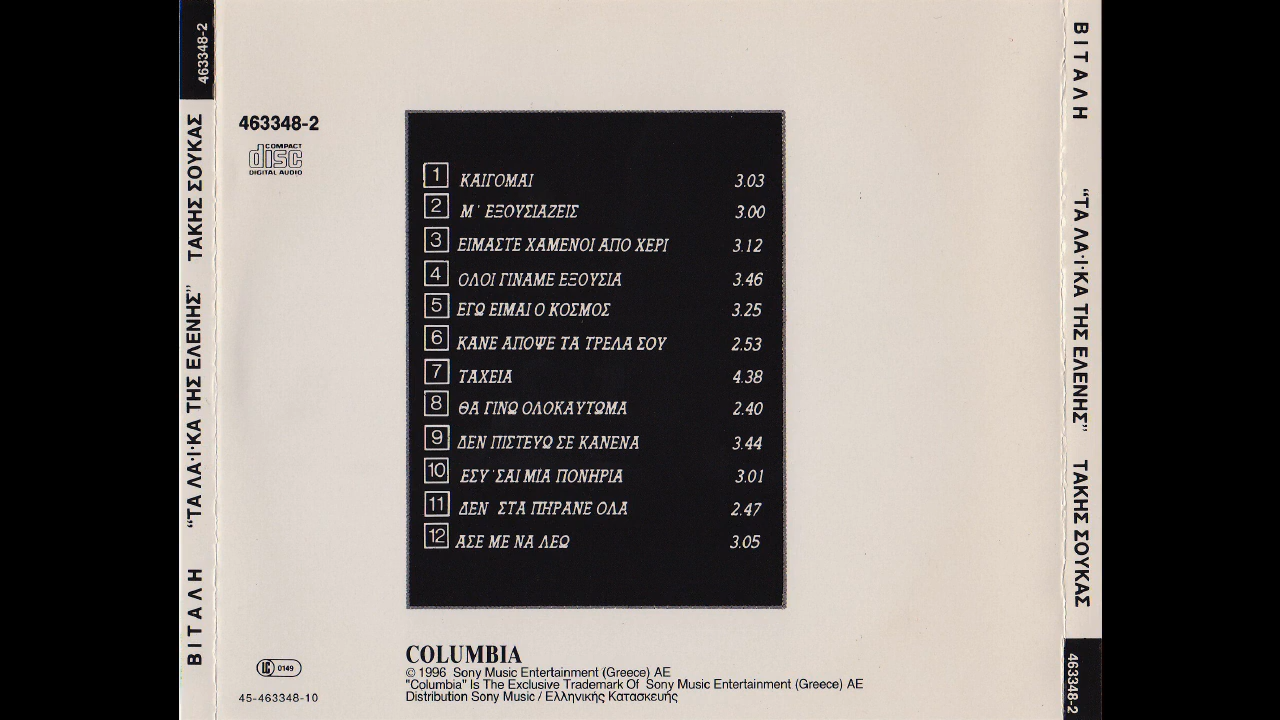 463348-2
ΒΙΤΑΛΗ "ΤΑ ΛΑ·Ι·ΚΑ ΤΗΣ ΕΛΕΝΗΣ" ΤΑΚΗΣ ΣΟΥΚΑΣ
463348-2
COMPACT
disc
DIGITAL AUDIO
1 ΚΑΙΓΟΜΑΙ 3.03
2 Μ' ΕΞΟΥΣΙΑΖΕΙΣ 3.00
3 ΕΙΜΑΣΤΕ ΧΑΜΕΝΟΙ ΑΠΟ ΧΕΡΙ 3.12
4 ΟΛΟΙ ΓΙΝΑΜΕ ΕΞΟΥΣΙΑ 3.46
5 ΕΓΩ ΕΙΜΑΙ Ο ΚΟΣΜΟΣ 3.25
6 ΚΑΝΕ ΑΠΟΨΕ ΤΑ ΤΡΕΛΑ ΣΟΥ 2.53
7 ΤΑΧΕΙΑ 4.38
8 ΘΑ ΓΙΝΩ ΟΛΟΚΑΥΤΩΜΑ 2.40
9 ΔΕΝ ΠΙΣΤΕΥΩ ΣΕ ΚΑΝΕΝΑ 3.44
10 ΕΣΥ 'ΣΑΙ ΜΙΑ ΠΟΝΗΡΙΑ 3.01
11 ΔΕΝ ΣΤΑ ΠΗΡΑΝΕ ΟΛΑ 2.47
12 ΑΣΕ ΜΕ ΝΑ ΛΕΩ 3.05
LC 0149
45-463348-10
COLUMBIA
© 1996 Sony Music Entertainment (Greece) AE
"Columbia" Is The Exclusive Trademark Of Sony Music Entertainment (Greece) AE
Distribution Sony Music / Ελληνικής Κατασκευής
ΒΙΤΑΛΗ "ΤΑ ΛΑ·Ι·ΚΑ ΤΗΣ ΕΛΕΝΗΣ" ΤΑΚΗΣ ΣΟΥΚΑΣ
463348-2